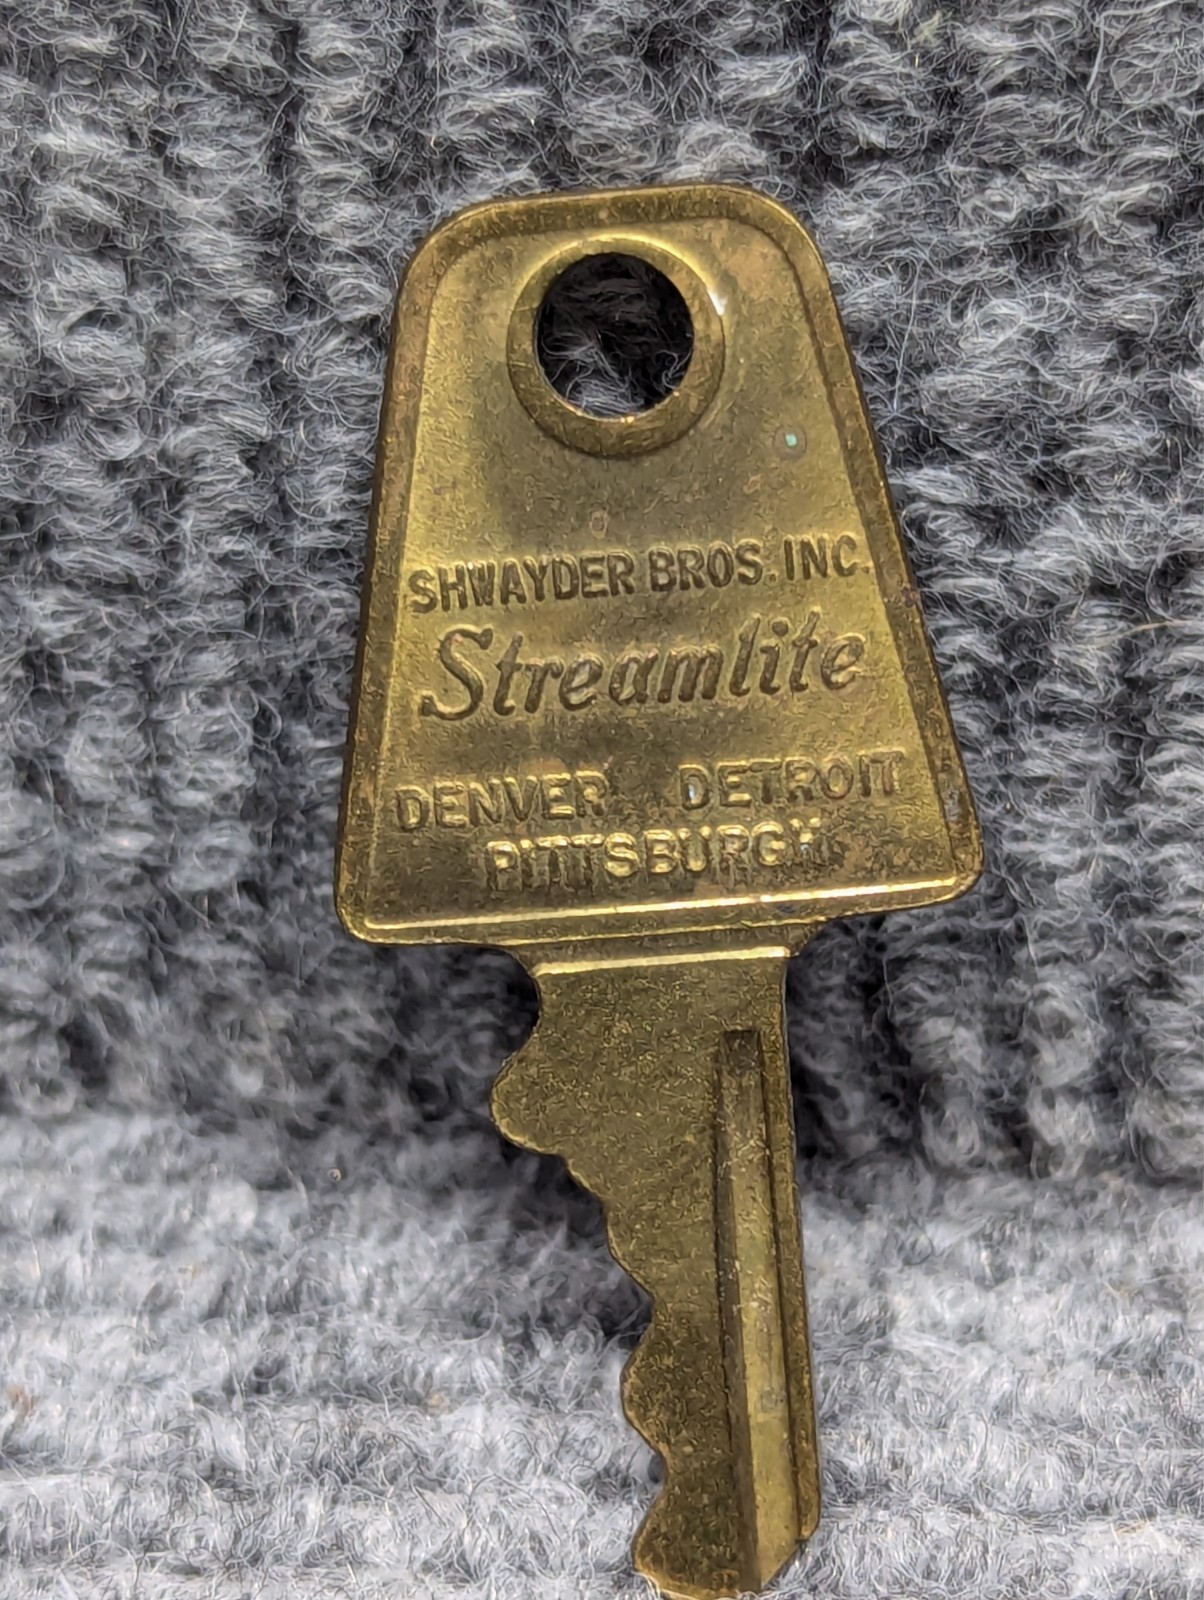 SHWAYDER BROS. INC.
Streamlite
DENVER DETROIT
PITTSBURGH